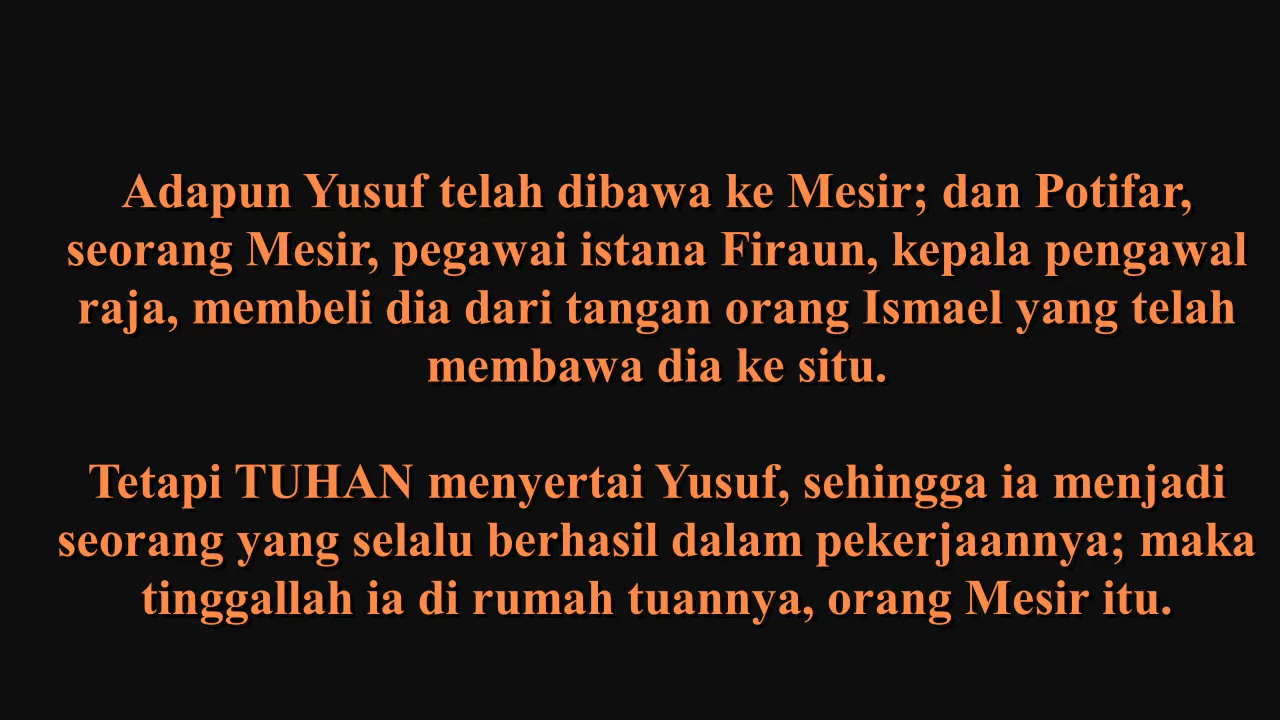 Adapun Yusuf telah dibawa ke Mesir; dan Potifar,
seorang Mesir, pegawai istana Firaun, kepala pengawal
raja, membeli dia dari tangan orang Ismael yang telah
membawa dia ke situ.
Tetapi TUHAN menyertai Yusuf, sehingga ia menjadi
seorang yang selalu berhasil dalam pekerjaannya; maka
tinggallah ia di rumah tuannya, orang Mesir itu.